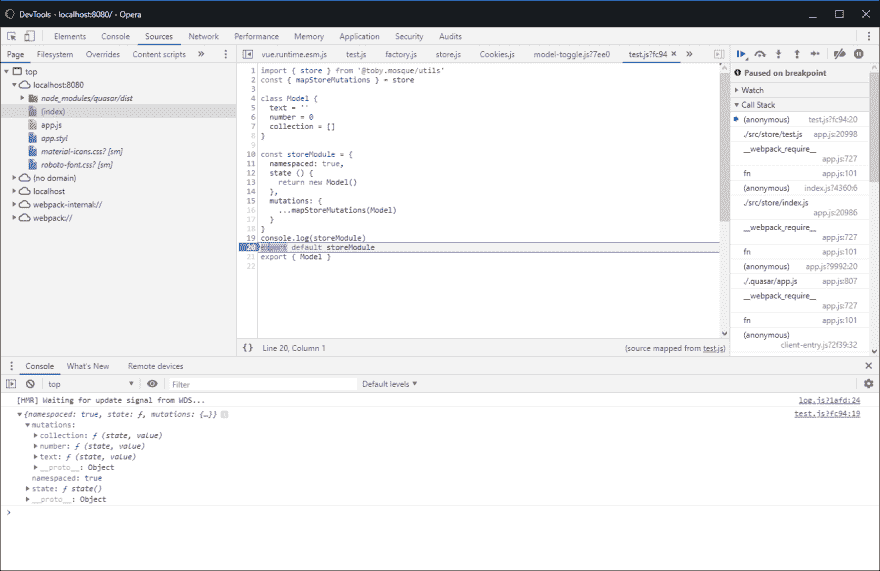 DevTools - localhost:8080/ - Opera
Elements Console Sources Network Performance Memory Application Security Audits
Page Filesystem Overrides Content scripts »
vue.runtime.esm.js test.js factory.js store.js Cookies.js model-toggle.js?7ee0 test.js?fc94 × »
top
localhost:8080
node_modules/quasar/dist
(index)
app.js
app.styl
material-icons.css? [sm]
roboto-font.css? [sm]
(no domain)
localhost
webpack-internal://
webpack://
1 import { store } from '@toby.mosque/utils'
2 const { mapStoreMutations } = store
3
4 class Model {
5 text = ''
6 number = 0
7 collection = []
8 }
9
10 const storeModule = {
11 namespaced: true,
12 state () {
13 return new Model()
14 },
15 mutations: {
16 ...mapStoreMutations(Model)
17 }
18 }
19 console.log(storeModule)
20 default storeModule
21 export { Model }
22
{} Line 20, Column 1 (source mapped from test.js)
Paused on breakpoint
Watch
Call Stack
(anonymous) test.js?fc94:20
./src/store/test.js app.js:20998
__webpack_require__
app.js:727
fn app.js:101
(anonymous) index.js?4360:6
./src/store/index.js
app.js:20986
__webpack_require__
app.js:727
fn app.js:101
(anonymous) app.js?9992:20
./.quasar/app.js app.js:807
__webpack_require__
app.js:727
fn app.js:101
(anonymous)
client-entry.js?2f39:32
Console What's New Remote devices
top Filter Default levels
[HMR] Waiting for update signal from WDS... log.js?1afd:24
{namespaced: true, state: ƒ, mutations: {…}} test.js?fc94:19
mutations:
collection: ƒ (state, value)
number: ƒ (state, value)
text: ƒ (state, value)
__proto__: Object
namespaced: true
state: ƒ state()
__proto__: Object
>